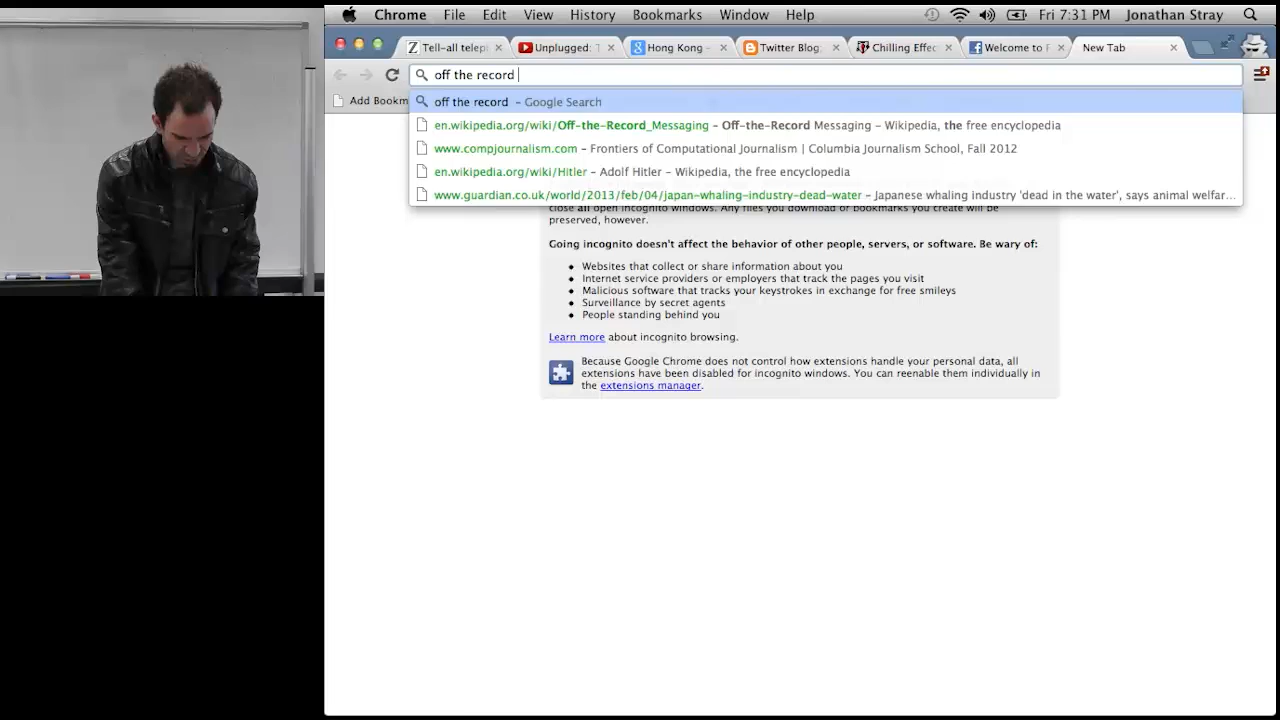 Chrome File Edit View History Bookmarks Window Help Fri 7:31 PM Jonathan Stray
Tell-all telep Unplugged: T Hong Kong – Twitter Blog: Chilling Effec Welcome to F New Tab
off the record
Add Bookm
off the record – Google Search
en.wikipedia.org/wiki/Off-the-Record_Messaging – Off-the-Record Messaging – Wikipedia, the free encyclopedia
www.compjournalism.com – Frontiers of Computational Journalism | Columbia Journalism School, Fall 2012
en.wikipedia.org/wiki/Hitler – Adolf Hitler – Wikipedia, the free encyclopedia
www.guardian.co.uk/world/2013/feb/04/japan-whaling-industry-dead-water – Japanese whaling industry 'dead in the water', says animal welfar...
close all open incognito windows. Any files you download or bookmarks you create will be
preserved, however.
Going incognito doesn't affect the behavior of other people, servers, or software. Be wary of:
• Websites that collect or share information about you
• Internet service providers or employers that track the pages you visit
• Malicious software that tracks your keystrokes in exchange for free smileys
• Surveillance by secret agents
• People standing behind you
Learn more about incognito browsing.
Because Google Chrome does not control how extensions handle your personal data, all
extensions have been disabled for incognito windows. You can reenable them individually in
the extensions manager.